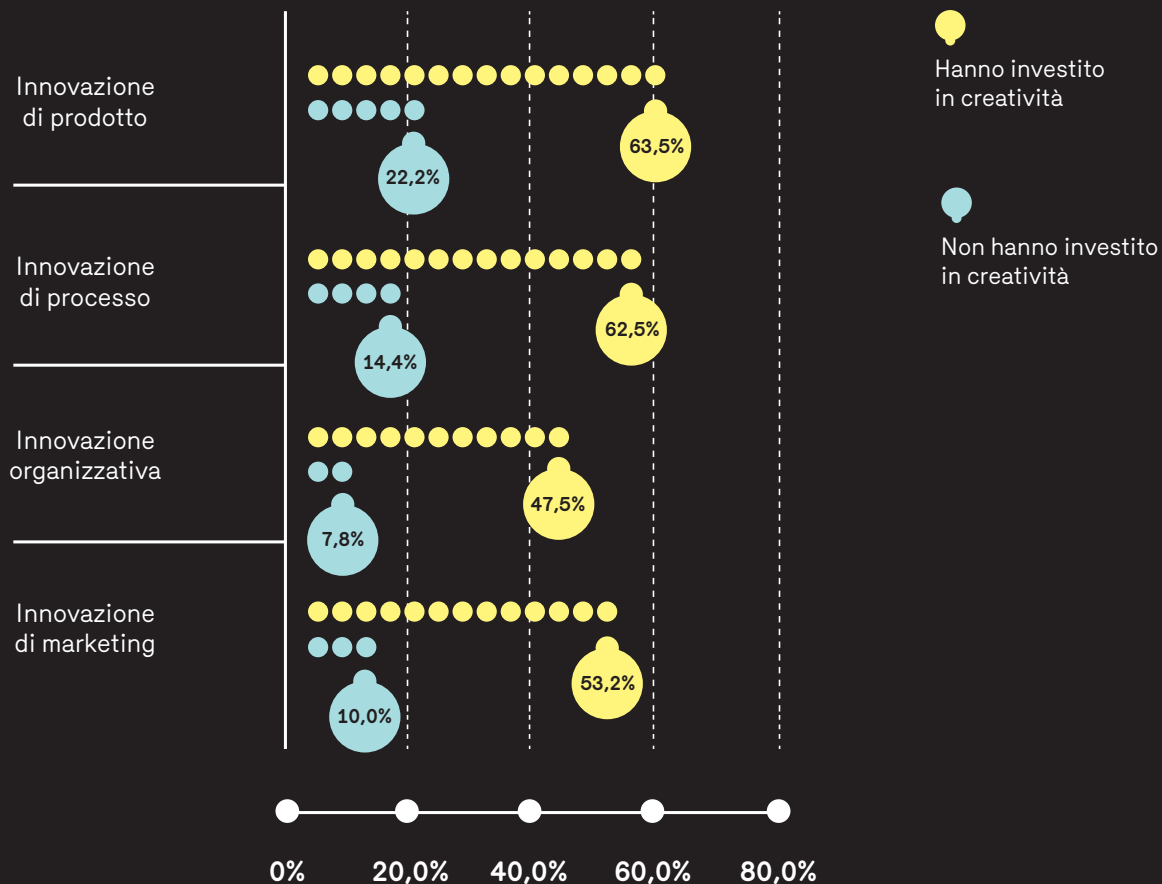 Innovazione
di prodotto
63,5%
22,2%
Innovazione
di processo
62,5%
14,4%
Innovazione
organizzativa
47,5%
7,8%
Innovazione
di marketing
53,2%
10,0%
0%
20,0%
40,0%
60,0%
80,0%
Hanno investito
in creatività
Non hanno investito
in creatività